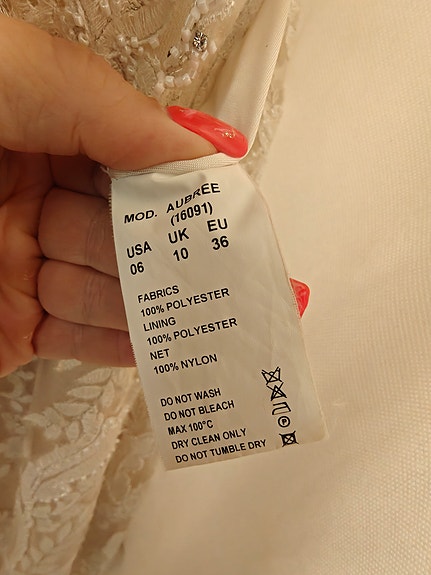 MOD. AUBREE
(16091)
USA UK EU
06 10 36
FABRICS
100% POLYESTER
LINING
100% POLYESTER
NET
100% NYLON
DO NOT WASH
DO NOT BLEACH
MAX 100°C
DRY CLEAN ONLY
P
DO NOT TUMBLE DRY